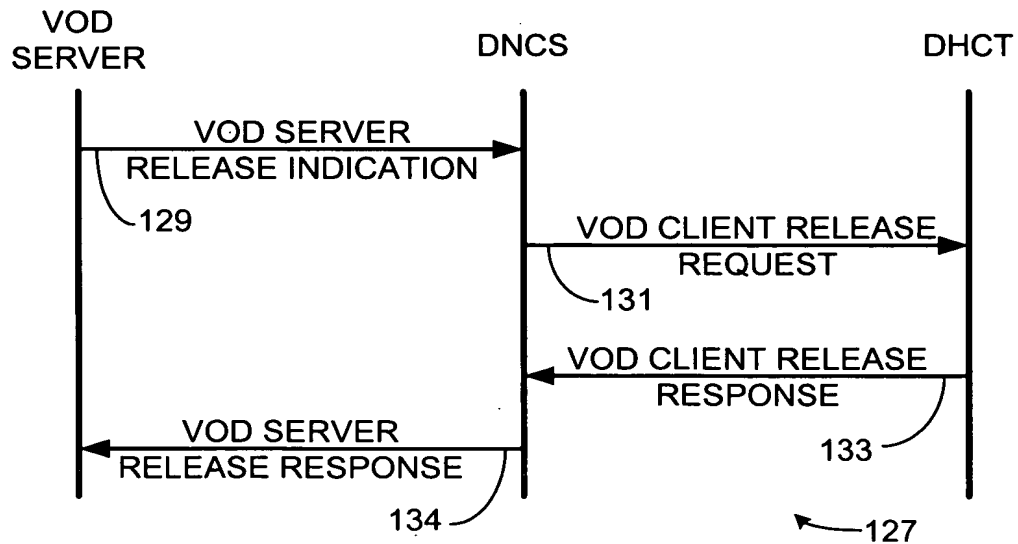 VOD
SERVER
DNCS
DHCT
VOD SERVER
RELEASE INDICATION
129
VOD CLIENT RELEASE
REQUEST
131
VOD CLIENT RELEASE
RESPONSE
133
VOD SERVER
RELEASE RESPONSE
134
127